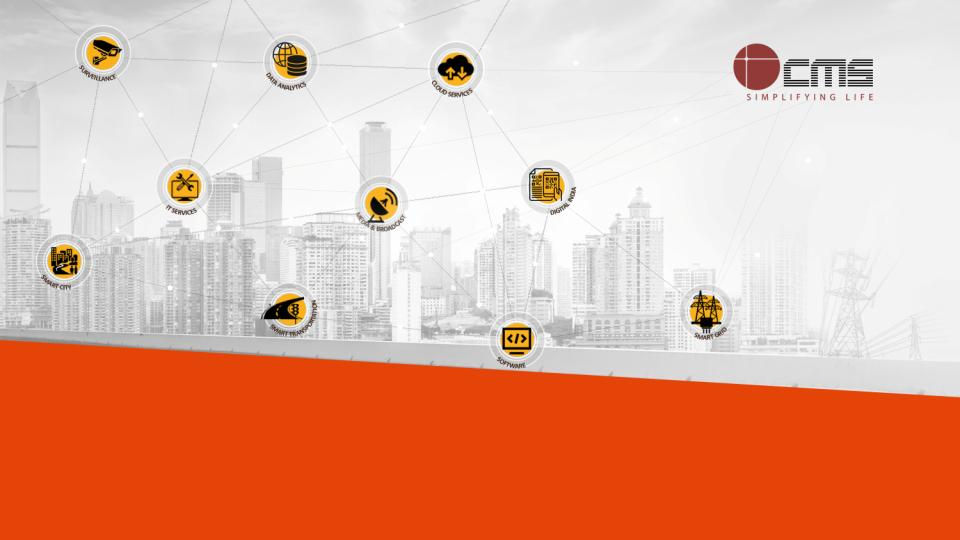 SURVEILLANCE
DATA ANALYTICS
CLOUD SERVICES
CMS
SIMPLIFYING LIFE
IT SERVICES
MEDIA & BROADCAST
DIGITAL INDIA
SMART CITY
SMART TRANSPORTATION
SOFTWARE
</>
SMART GRID